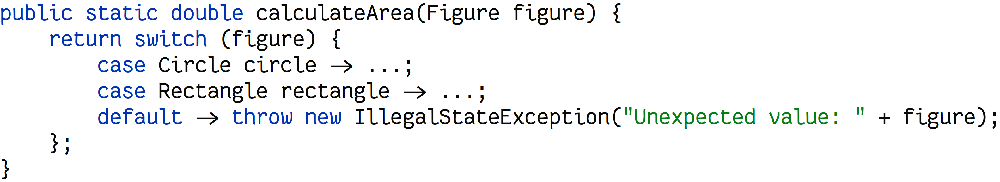 public static double calculateArea(Figure figure) {
    return switch (figure) {
        case Circle circle -> ...;
        case Rectangle rectangle -> ...;
        default -> throw new IllegalStateException("Unexpected value: " + figure);
    };
}